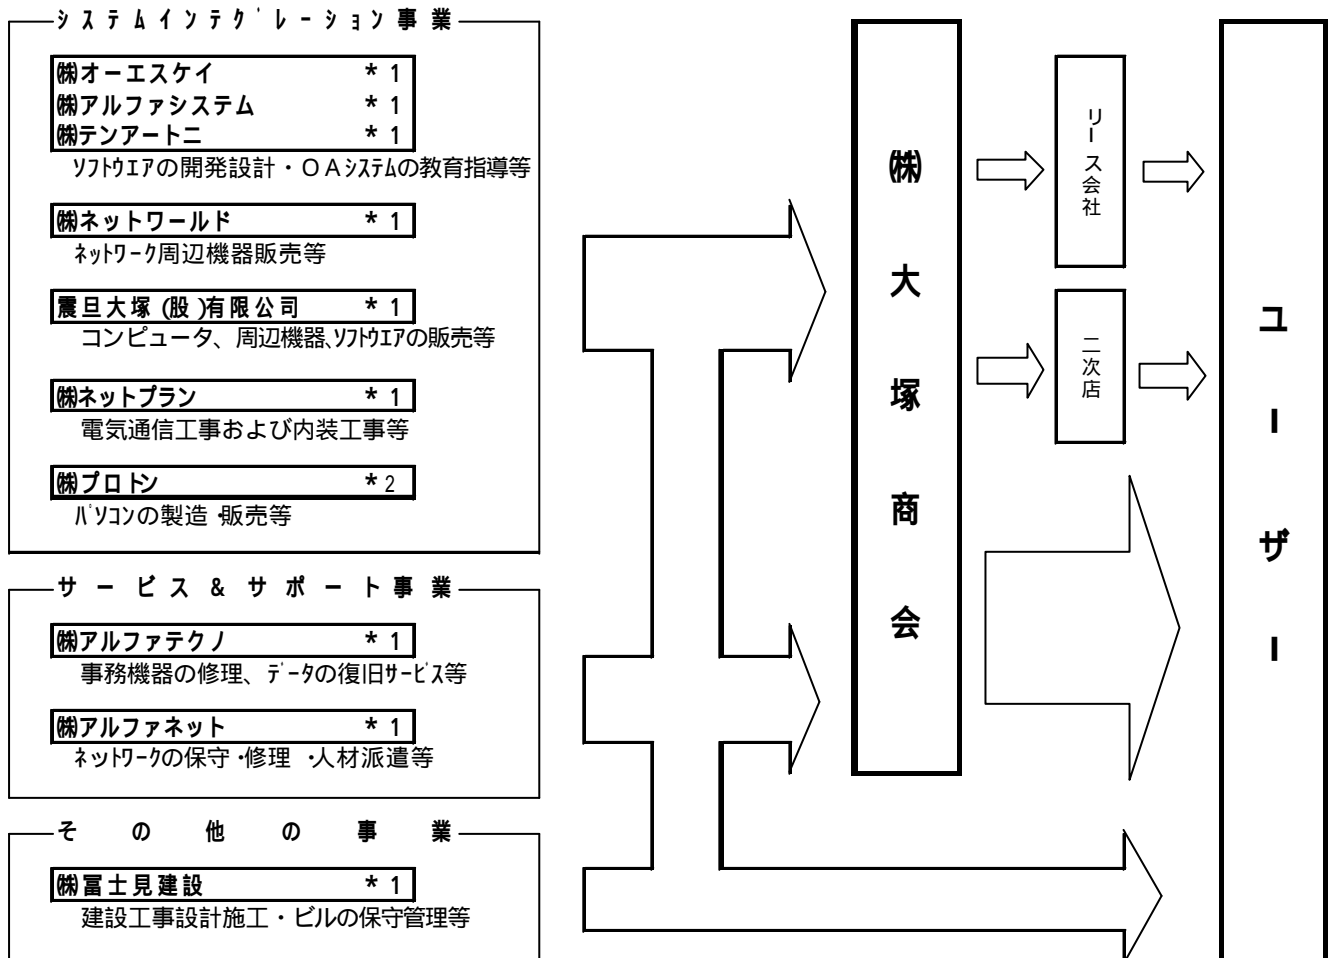 システムインテグレーション事業
㈱オーエスケイ *1
㈱アルファシステム *1
㈱テンアートニ *1
ソフトウエアの開発設計・ＯＡシステムの教育指導等
㈱ネットワールド *1
ネットワーク周辺機器販売等
震旦大塚(股)有限公司 *1
コンピュータ、周辺機器、ソフトウエアの販売等
㈱ネットプラン *1
電気通信工事および内装工事等
㈱プロトン *2
パソコンの製造・販売等
サービス&サポート事業
㈱アルファテクノ *1
事務機器の修理、データの復旧サービス等
㈱アルファネット *1
ネットワークの保守・修理・人材派遣等
その他の事業
㈱冨士見建設 *1
建設工事設計施工・ビルの保守管理等
㈱大塚商会
リース会社
二次店
ユーザー